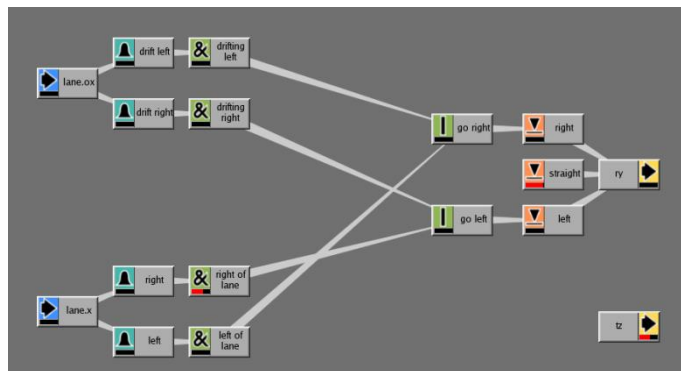 lane.ox
drift left
drifting
left
drift right
drifting
right
go right
right
straight
ry
go left
left
lane.x
right
right of
lane
left
left of
lane
tz